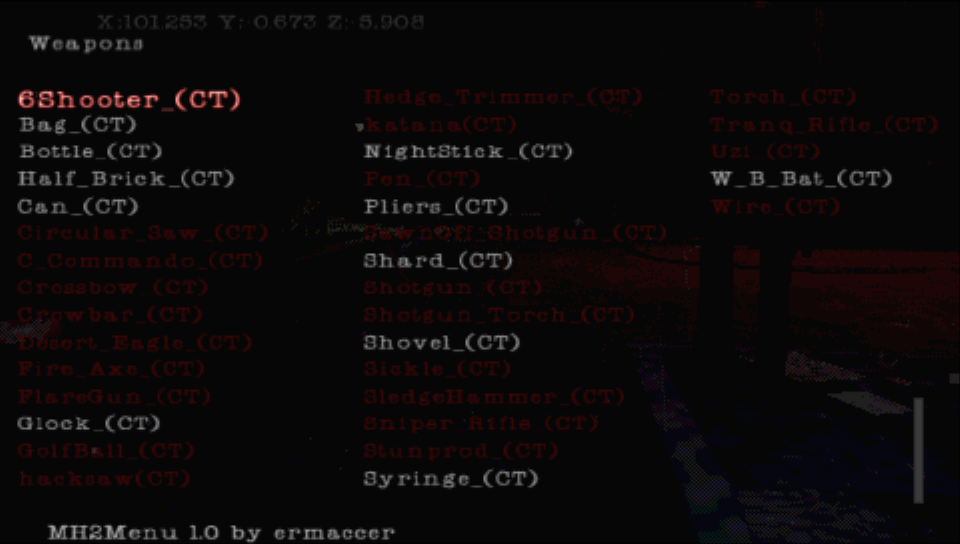 X:101.253 Y:-0.673 Z: 5.908
Weapons
6Shooter_(CT)
Bag_(CT)
Bottle_(CT)
Half_Brick_(CT)
Can_(CT)
Circular_Saw_(CT)
C_Commando_(CT)
Crossbow_(CT)
Crowbar_(CT)
Desert_Eagle_(CT)
Fire_Axe_(CT)
FlareGun_(CT)
Glock_(CT)
GolfBall_(CT)
hacksaw(CT)
Hedge_Trimmer_(CT)
katana(CT)
NightStick_(CT)
Pen_(CT)
Pliers_(CT)
Sawnoff_Shotgun_(CT)
Shard_(CT)
Shotgun_(CT)
Shotgun_Torch_(CT)
Shovel_(CT)
Sickle_(CT)
SledgeHammer_(CT)
Sniper_Rifle_(CT)
Stunprod_(CT)
Syringe_(CT)
Torch_(CT)
Tranq_Rifle_(CT)
Uzi_(CT)
W_B_Bat_(CT)
Wire_(CT)
MH2Menu 1.0 by ermaccer